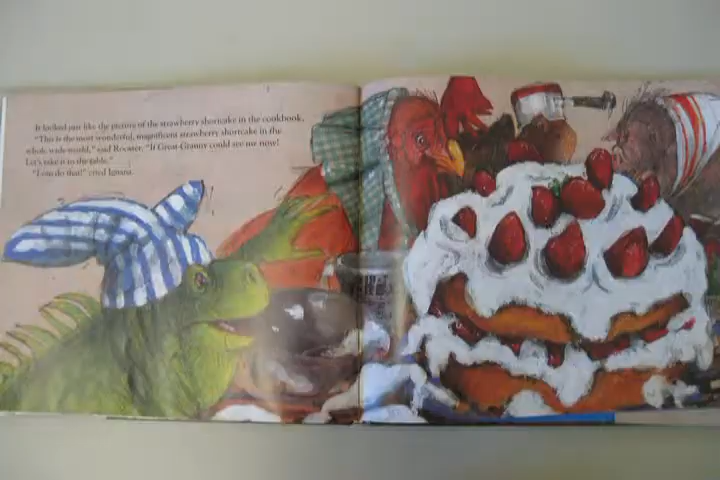 It looked just like the picture of the strawberry shortcake in the cookbook.
"This is the most wonderful, magnificent strawberry shortcake in the
whole wide world," said Rooster. "If Great-Granny could see me now!
Let's take it to the table."
"I can do that!" cried Iguana.